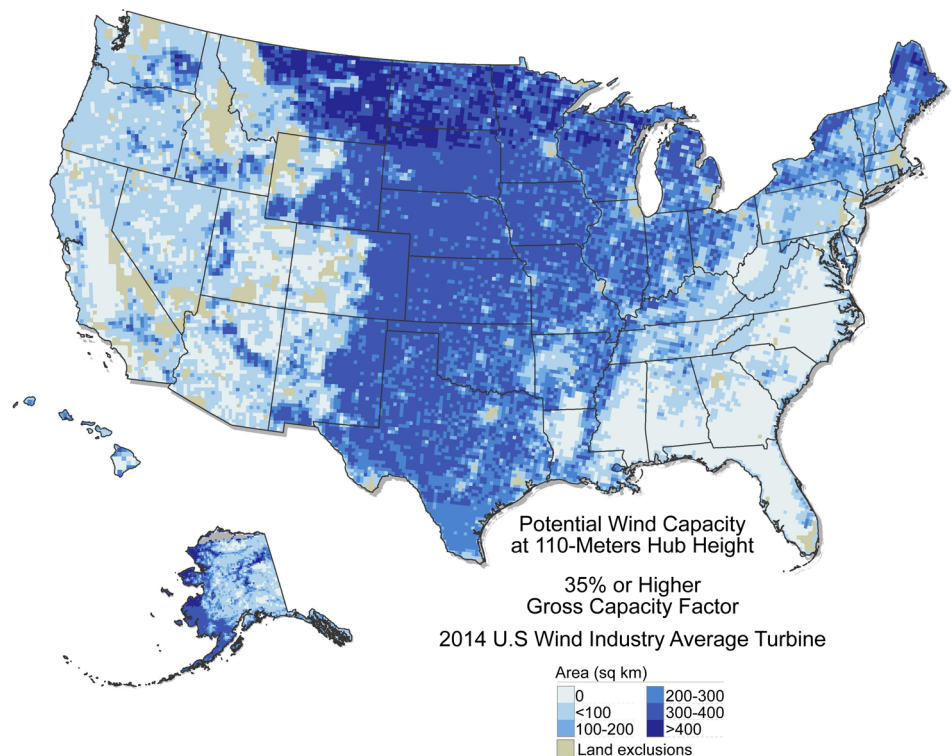 Potential Wind Capacity
at 110-Meters Hub Height
35% or Higher
Gross Capacity Factor
2014 U.S Wind Industry Average Turbine
Area (sq km)
0
<100
100-200
200-300
300-400
>400
Land exclusions